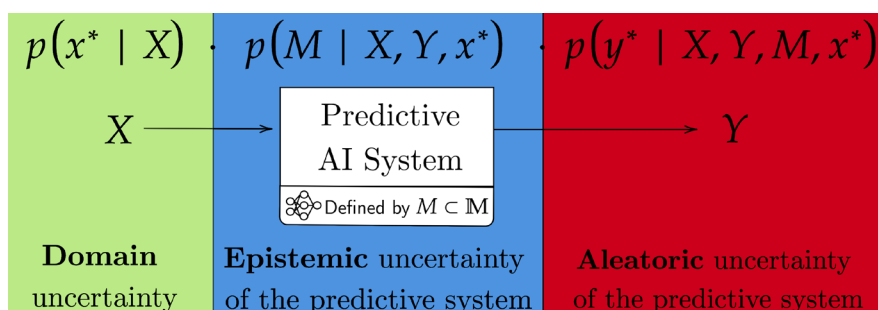 p(x* | X) · p(M | X, Y, x*) · p(y* | X, Y, M, x*)
X
Predictive
AI System
Defined by M ⊂ 𝕄
Y
Domain
uncertainty
Epistemic uncertainty
of the predictive system
Aleatoric uncertainty
of the predictive system